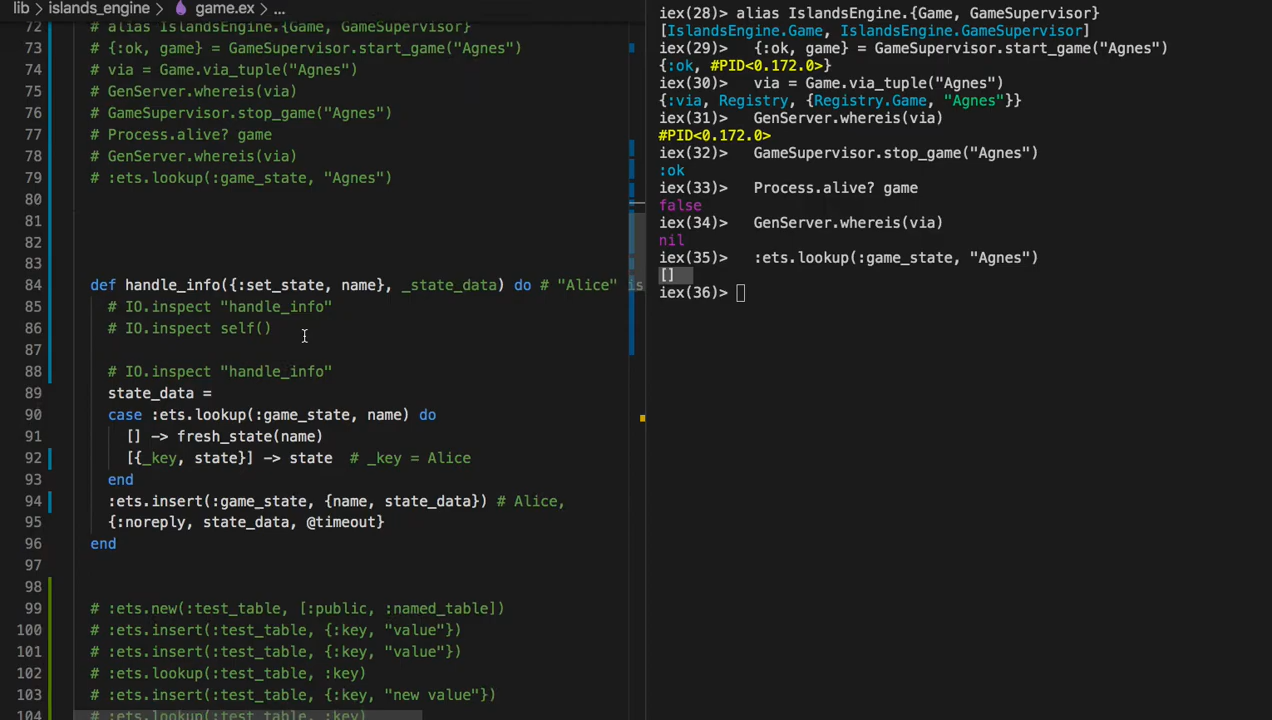 lib > islands_engine > game.ex > ...
72 # alias IslandsEngine.{Game, GameSupervisor}
73 # {:ok, game} = GameSupervisor.start_game("Agnes")
74 # via = Game.via_tuple("Agnes")
75 # GenServer.whereis(via)
76 # GameSupervisor.stop_game("Agnes")
77 # Process.alive? game
78 # GenServer.whereis(via)
79 # :ets.lookup(:game_state, "Agnes")
80
81
82
83
84 def handle_info({:set_state, name}, _state_data) do # "Alice" is
85 # IO.inspect "handle_info"
86 # IO.inspect self()
87
88 # IO.inspect "handle_info"
89 state_data =
90 case :ets.lookup(:game_state, name) do
91 [] -> fresh_state(name)
92 [{_key, state}] -> state # _key = Alice
93 end
94 :ets.insert(:game_state, {name, state_data}) # Alice,
95 {:noreply, state_data, @timeout}
96 end
97
98
99 # :ets.new(:test_table, [:public, :named_table])
100 # :ets.insert(:test_table, {:key, "value"})
101 # :ets.insert(:test_table, {:key, "value"})
102 # :ets.lookup(:test_table, :key)
103 # :ets.insert(:test_table, {:key, "new value"})
104 # :ets.lookup(:test_table, :key)
iex(28)> alias IslandsEngine.{Game, GameSupervisor}
[IslandsEngine.Game, IslandsEngine.GameSupervisor]
iex(29)> {:ok, game} = GameSupervisor.start_game("Agnes")
{:ok, #PID<0.172.0>}
iex(30)> via = Game.via_tuple("Agnes")
{:via, Registry, {Registry.Game, "Agnes"}}
iex(31)> GenServer.whereis(via)
#PID<0.172.0>
iex(32)> GameSupervisor.stop_game("Agnes")
:ok
iex(33)> Process.alive? game
false
iex(34)> GenServer.whereis(via)
nil
iex(35)> :ets.lookup(:game_state, "Agnes")
[]
iex(36)>